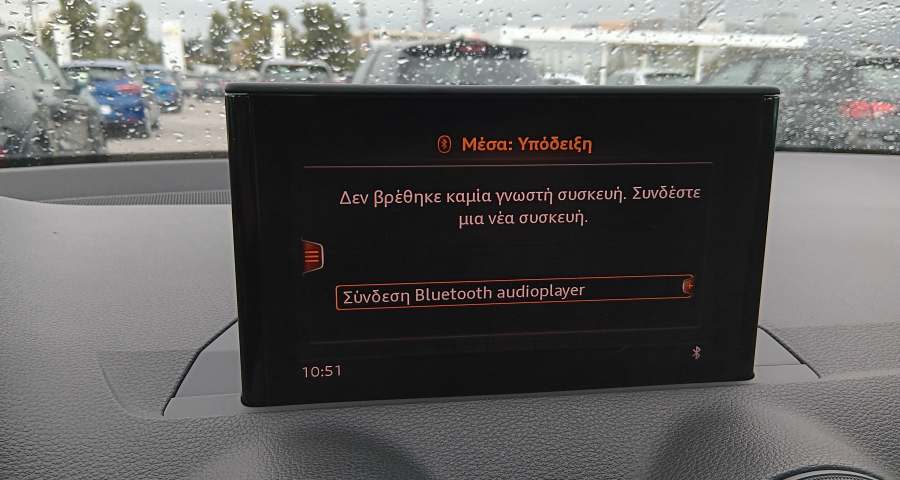 Μέσα: Υπόδειξη
Δεν βρέθηκε καμία γνωστή συσκευή. Συνδέστε
μια νέα συσκευή.
Σύνδεση Bluetooth audioplayer
10:51